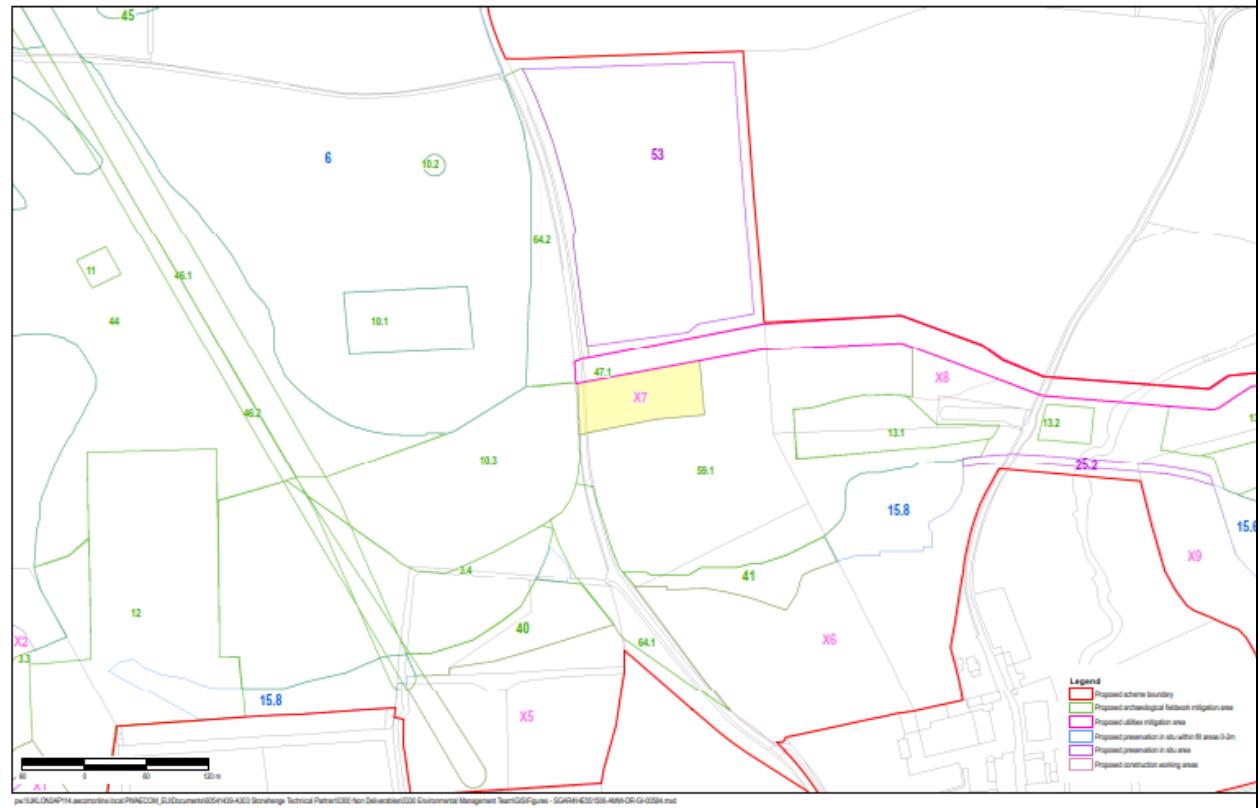 45
6
10.2
53
64.2
11
46.1
44
10.1
47.1
X7
X8
46.2
13.2
13.1
10.3
59.1
25.2
15.8
X9
3.4
41
12
40
X2
64.1
X6
3.3
15.8
X5
Legend
Proposed scheme boundary
Proposed archaeological fieldwork mitigation area
Proposed utilities mitigation area
Proposed preservation in situ within fill areas 0-2m
Proposed preservation in situ area
Proposed construction working areas
60 0 60 120 m